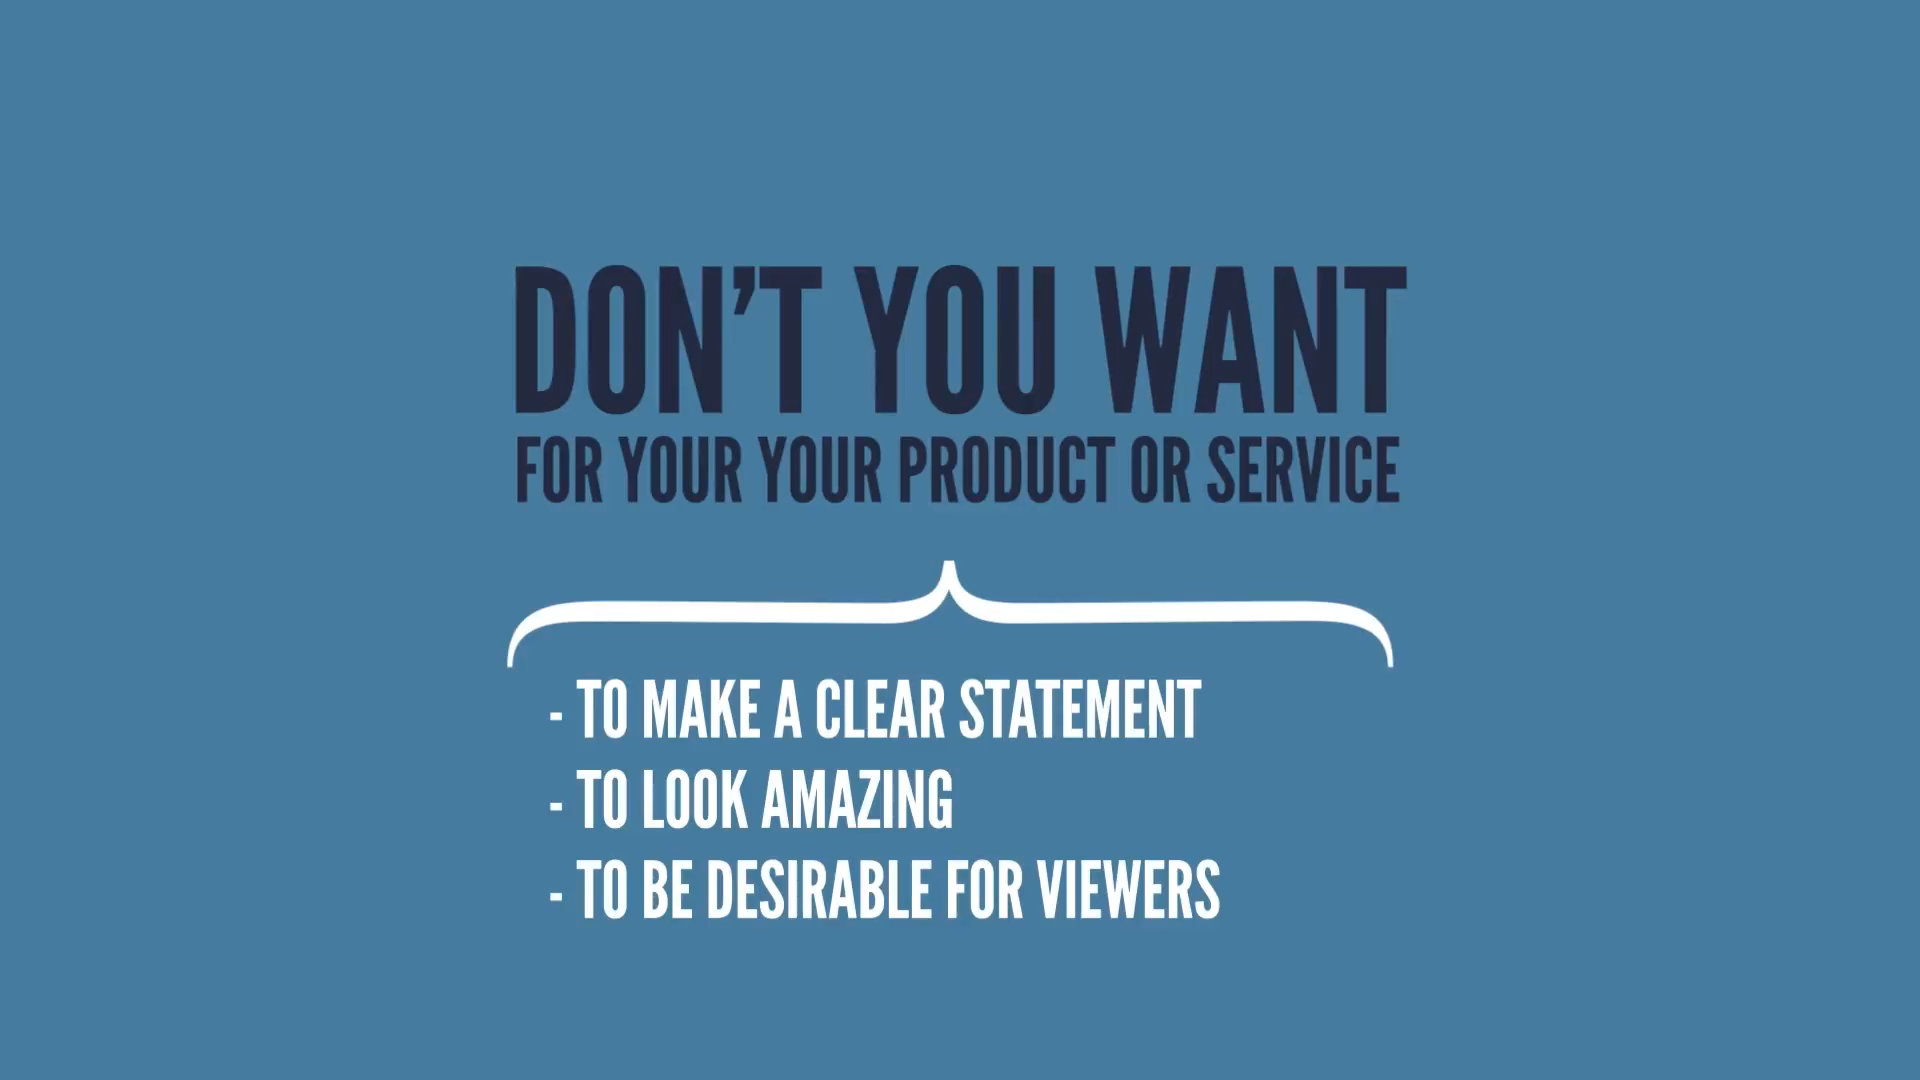 DON'T YOU WANT
FOR YOUR YOUR PRODUCT OR SERVICE
- TO MAKE A CLEAR STATEMENT
- TO LOOK AMAZING
- TO BE DESIRABLE FOR VIEWERS